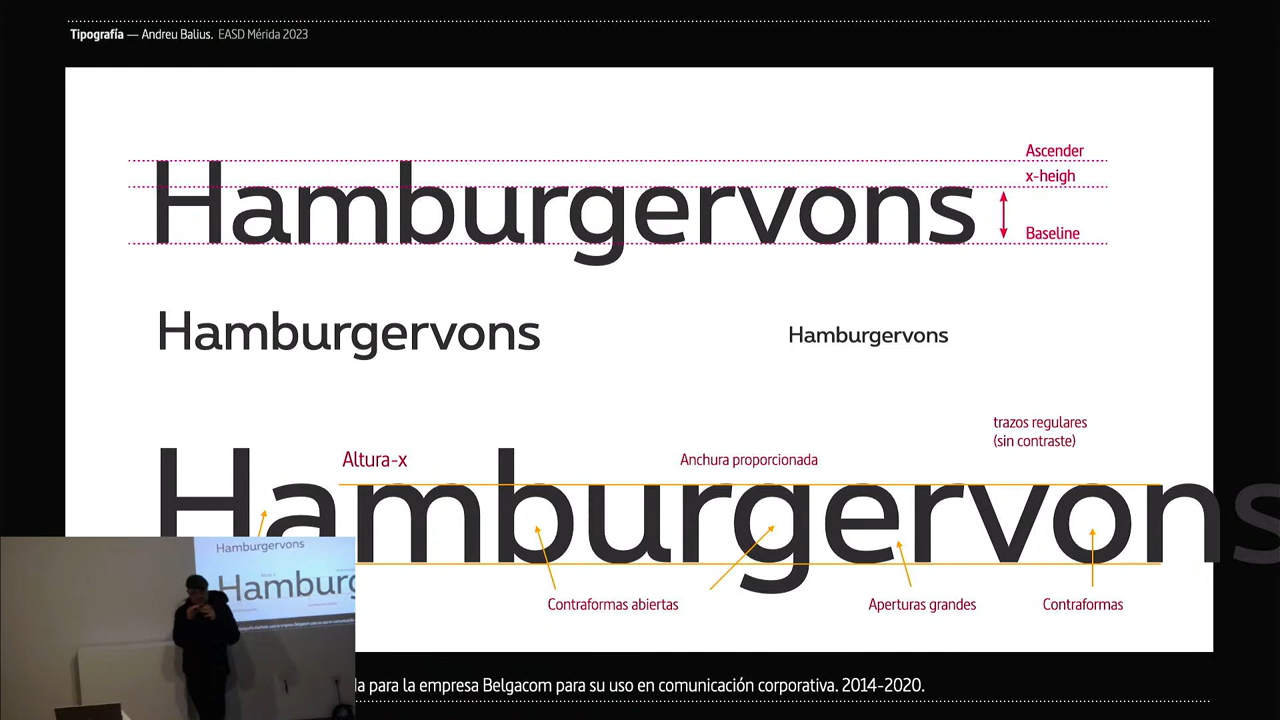 Tipografía — Andreu Balius. EASD Mérida 2023
Ascender
x-heigh
Hamburgervons
Baseline
Hamburgervons
Hamburgervons
trazos regulares
(sin contraste)
Altura-x
Anchura proporcionada
Hamburgervons
Contraformas abiertas
Aperturas grandes
Contraformas
Hamburgervons
Hamburg
para la empresa Belgacom para su uso en comunicación corporativa. 2014-2020.